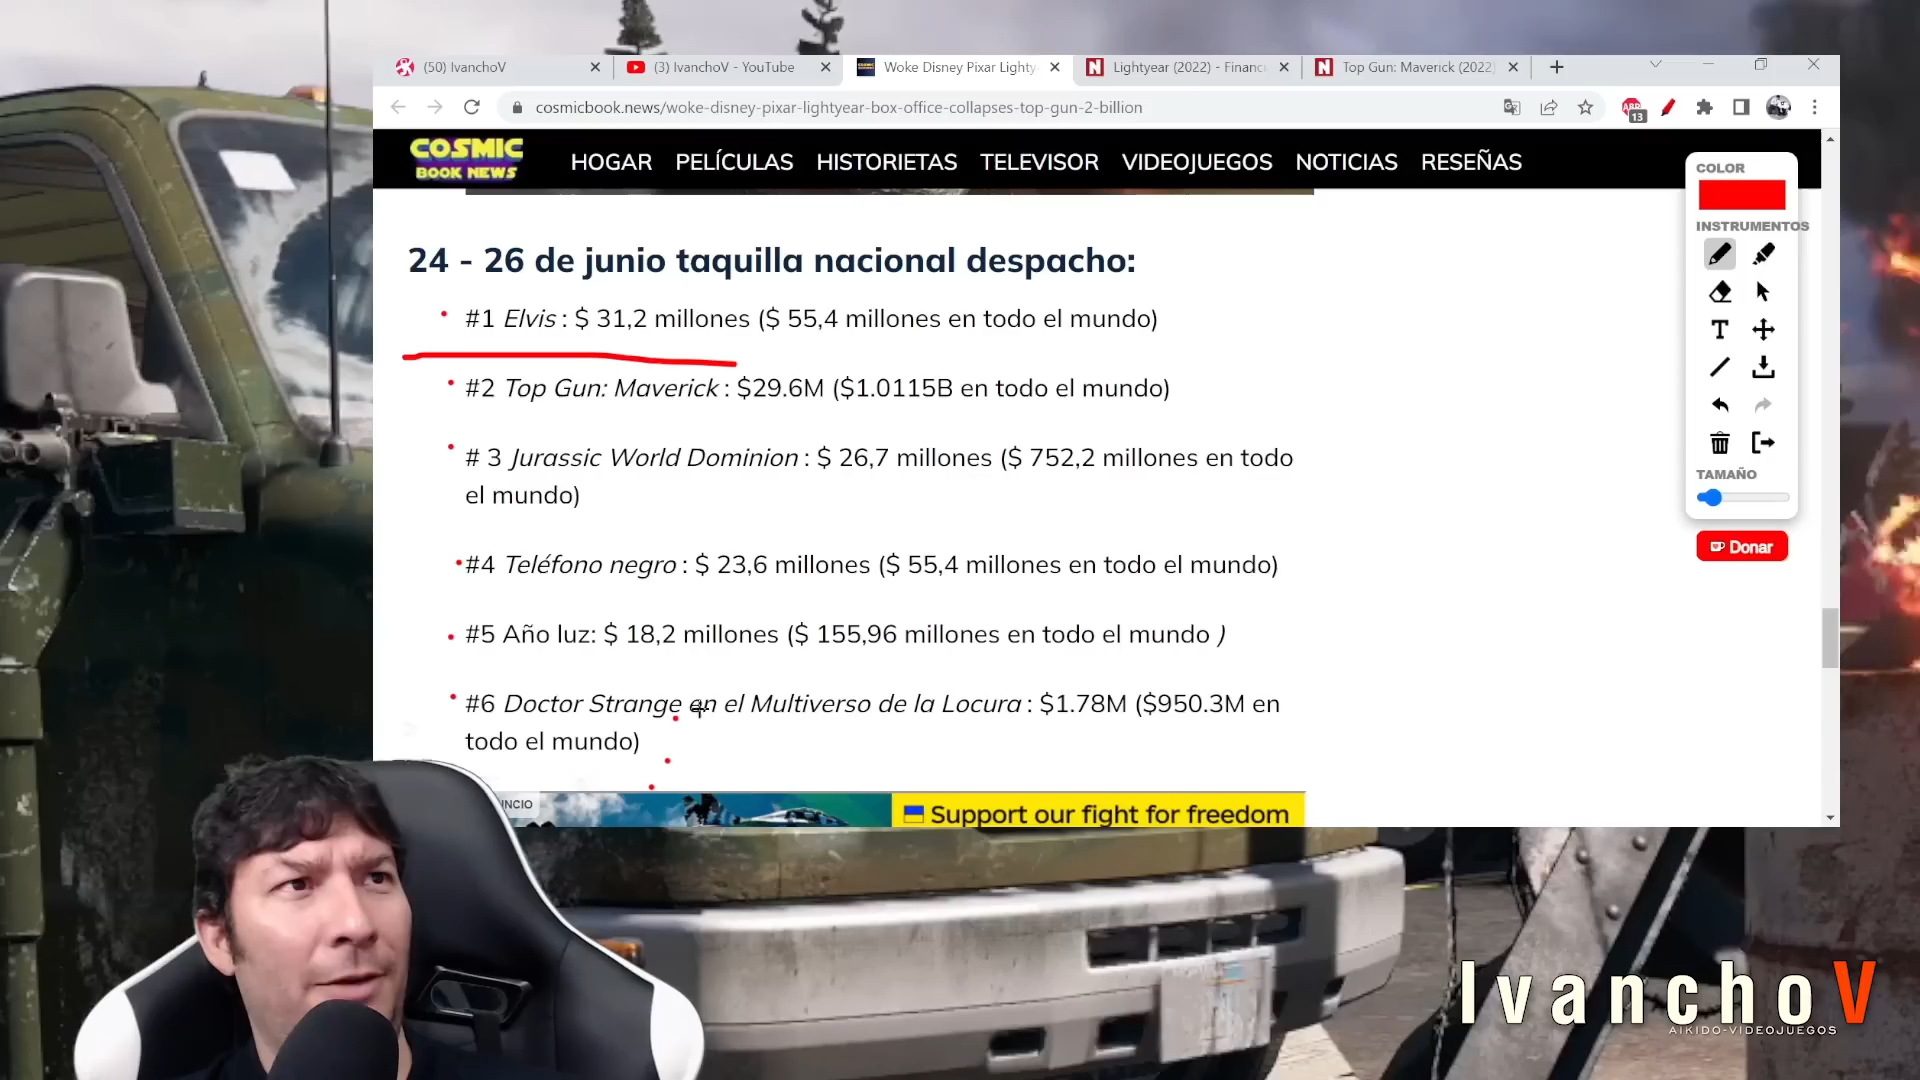 (50) IvanchoV
(3) IvanchoV - YouTube
Woke Disney Pixar Lighty
Lightyear (2022) - Financ
Top Gun: Maverick (2022)
cosmicbook.news/woke-disney-pixar-lightyear-box-office-collapses-top-gun-2-billion
ABP
13
COSMIC
BOOK NEWS
HOGAR PELÍCULAS HISTORIETAS TELEVISOR VIDEOJUEGOS NOTICIAS RESEÑAS
COLOR
INSTRUMENTOS
T
TAMAÑO
Donar
24 - 26 de junio taquilla nacional despacho:
#1 Elvis : $ 31,2 millones ($ 55,4 millones en todo el mundo)
#2 Top Gun: Maverick : $29.6M ($1.0115B en todo el mundo)
# 3 Jurassic World Dominion : $ 26,7 millones ($ 752,2 millones en todo
el mundo)
#4 Teléfono negro : $ 23,6 millones ($ 55,4 millones en todo el mundo)
#5 Año luz: $ 18,2 millones ($ 155,96 millones en todo el mundo )
#6 Doctor Strange en el Multiverso de la Locura : $1.78M ($950.3M en
todo el mundo)
Support our fight for freedom
IvanchoV
AIKIDO-VIDEOJUEGOS